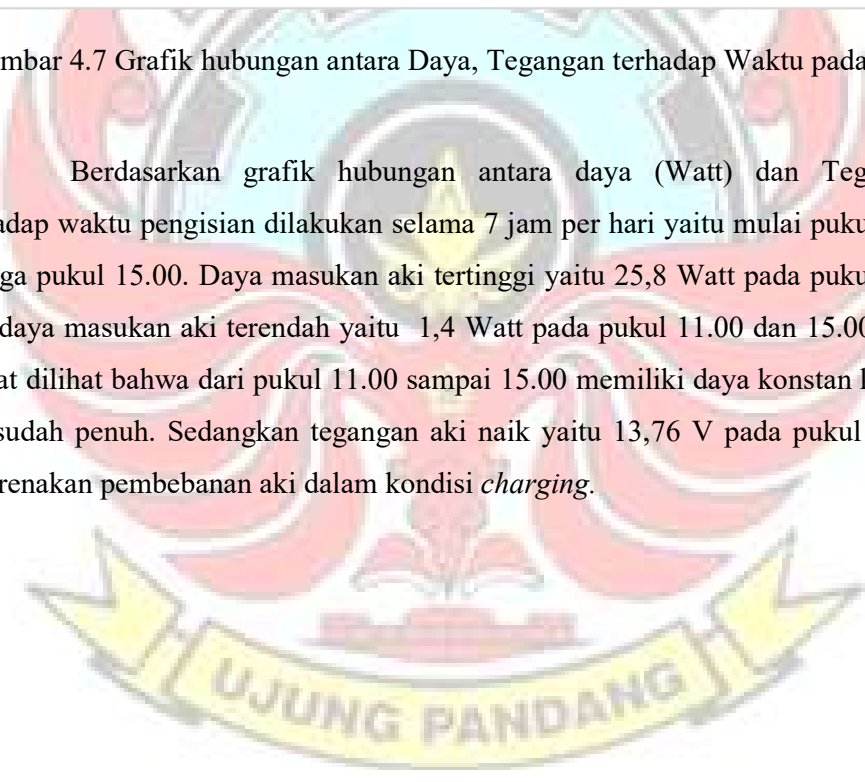 mbar 4.7 Grafik hubungan antara Daya, Tegangan terhadap Waktu pada
Berdasarkan grafik hubungan antara daya (Watt) dan Teg
adap waktu pengisian dilakukan selama 7 jam per hari yaitu mulai puku
ga pukul 15.00. Daya masukan aki tertinggi yaitu 25,8 Watt pada puku
daya masukan aki terendah yaitu 1,4 Watt pada pukul 11.00 dan 15.00
at dilihat bahwa dari pukul 11.00 sampai 15.00 memiliki daya konstan
sudah penuh. Sedangkan tegangan aki naik yaitu 13,76 V pada pukul
renakan pembebanan aki dalam kondisi charging.
UJUNG PANDANG